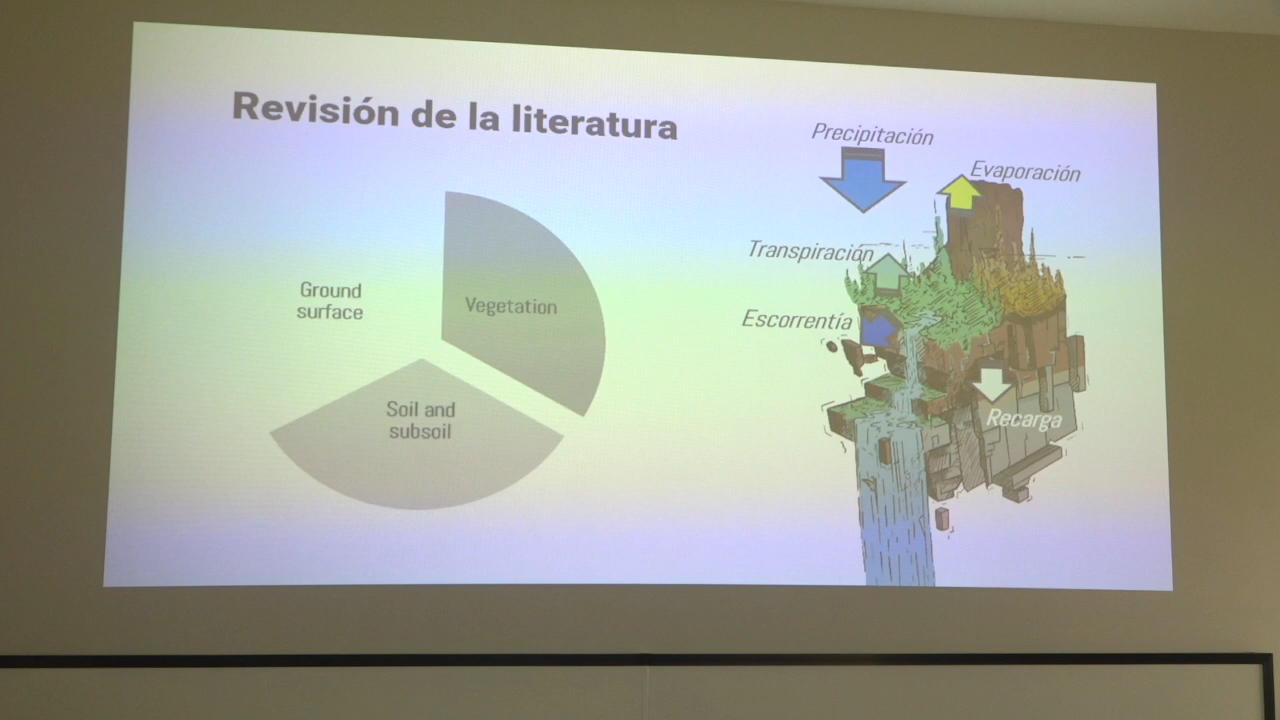 Revisión de la literatura
Ground
surface
Vegetation
Soil and
subsoil
Precipitación
Evaporación
Transpiración
Escorrentía
Recarga